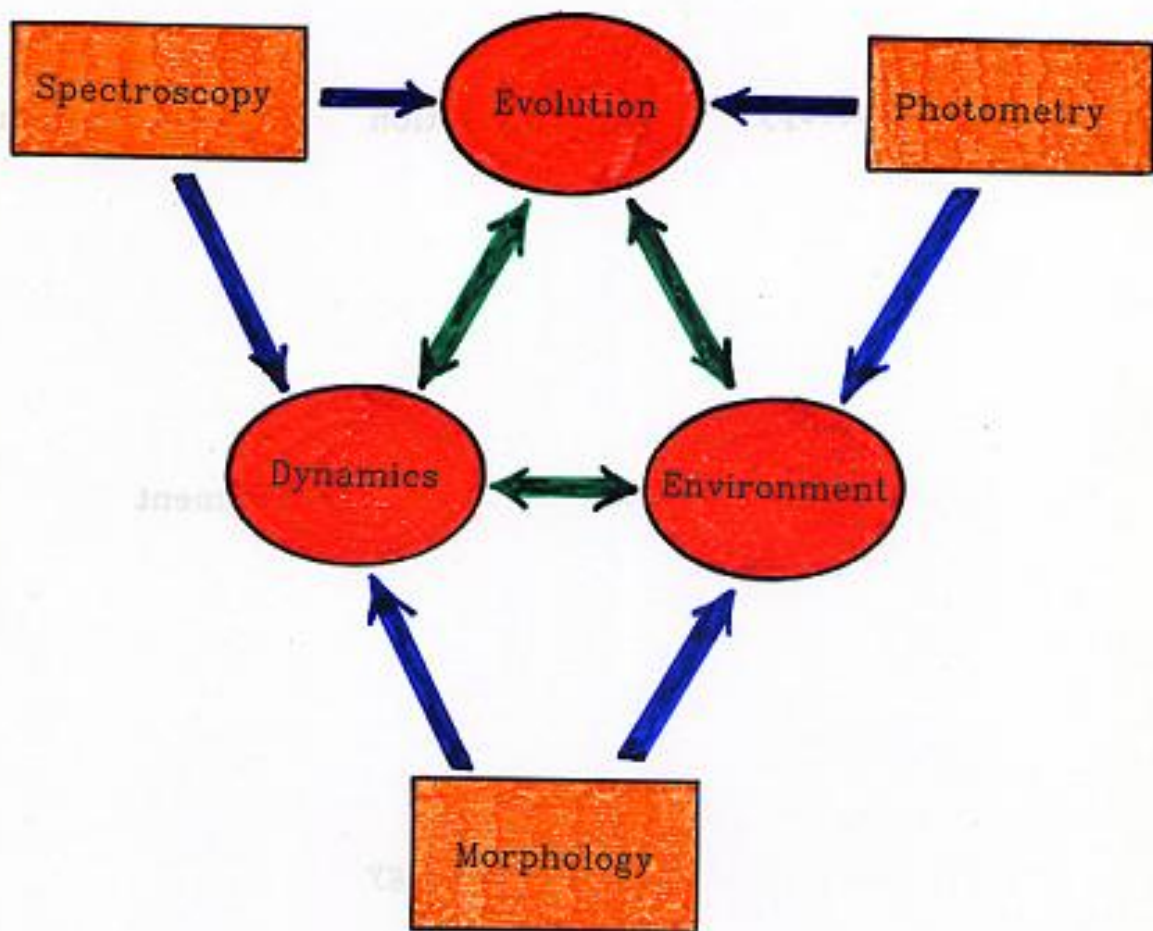 Spectroscopy
Evolution
Photometry
Dynamics
Environment
Morphology